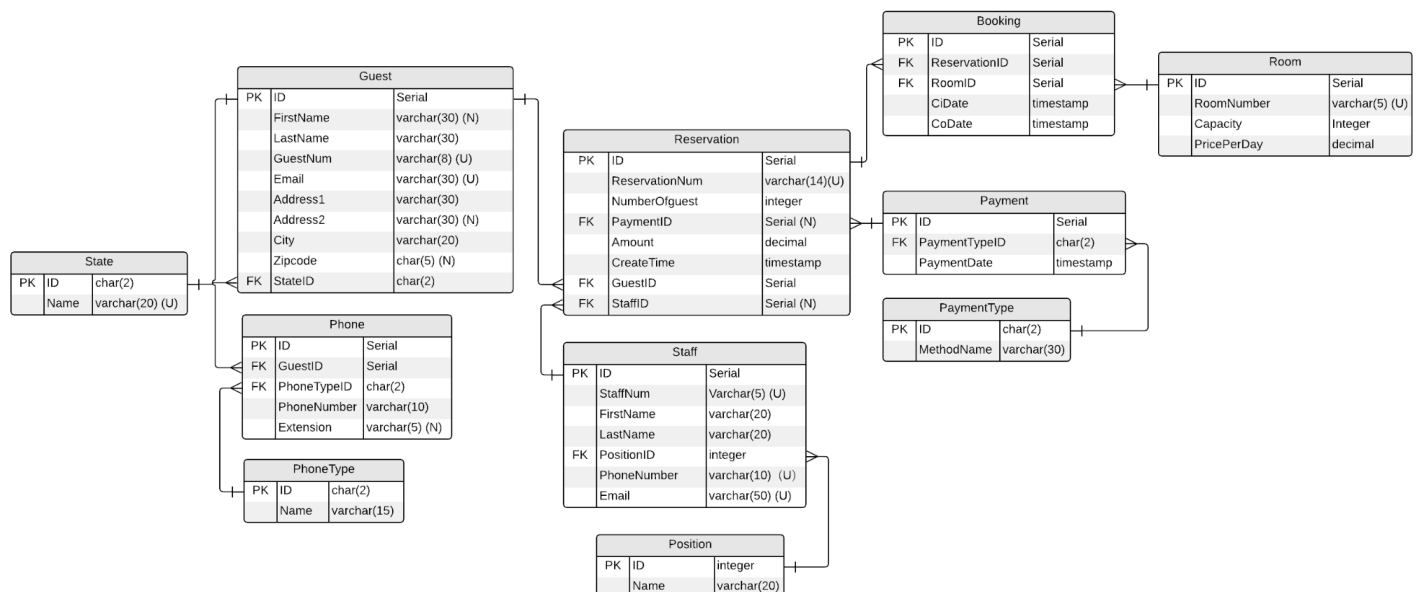 Booking
PK ID Serial
FK ReservationID Serial
FK RoomID Serial
CiDate timestamp
CoDate timestamp
Room
PK ID Serial
RoomNumber varchar(5) (U)
Capacity Integer
PricePerDay decimal
Guest
PK ID Serial
FirstName varchar(30) (N)
LastName varchar(30)
GuestNum varchar(8) (U)
Email varchar(30) (U)
Address1 varchar(30)
Address2 varchar(30) (N)
City varchar(20)
Zipcode char(5) (N)
FK StateID char(2)
Reservation
PK ID Serial
ReservationNum varchar(14)(U)
NumberOfguest integer
FK PaymentID Serial (N)
Amount decimal
CreateTime timestamp
FK GuestID Serial
FK StaffID Serial (N)
Payment
PK ID Serial
FK PaymentTypeID char(2)
PaymentDate timestamp
State
PK ID char(2)
Name varchar(20) (U)
PaymentType
PK ID char(2)
MethodName varchar(30)
Phone
PK ID Serial
FK GuestID Serial
FK PhoneTypeID char(2)
PhoneNumber varchar(10)
Extension varchar(5) (N)
Staff
PK ID Serial
StaffNum Varchar(5) (U)
FirstName varchar(20)
LastName varchar(20)
FK PositionID integer
PhoneNumber varchar(10) (U)
Email varchar(50) (U)
PhoneType
PK ID char(2)
Name varchar(15)
Position
PK ID integer
Name varchar(20)